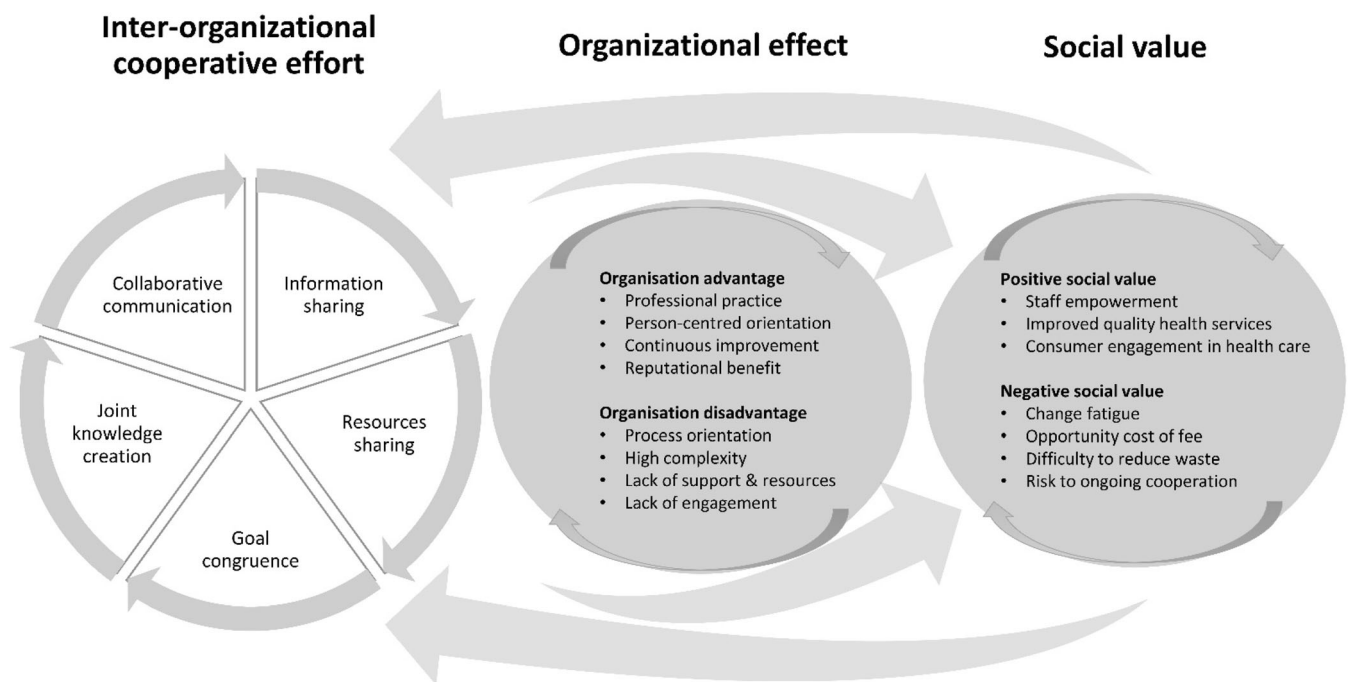 Inter-organizational
cooperative effort
Organizational effect
Social value
Collaborative
communication
Information
sharing
Joint
knowledge
creation
Resources
sharing
Goal
congruence
Organisation advantage
• Professional practice
• Person-centred orientation
• Continuous improvement
• Reputational benefit
Organisation disadvantage
• Process orientation
• High complexity
• Lack of support & resources
• Lack of engagement
Positive social value
• Staff empowerment
• Improved quality health services
• Consumer engagement in health care
Negative social value
• Change fatigue
• Opportunity cost of fee
• Difficulty to reduce waste
• Risk to ongoing cooperation